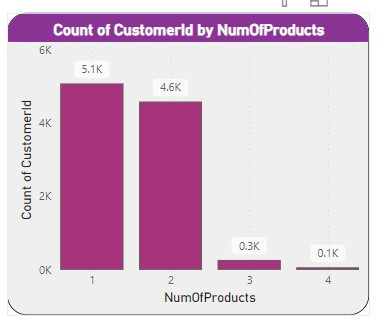 Count of CustomerId by NumOfProducts
6K
5.1K
4.6K
4K
2K
0.3K
0.1K
0K
1 2 3 4
Count of CustomerId
NumOfProducts